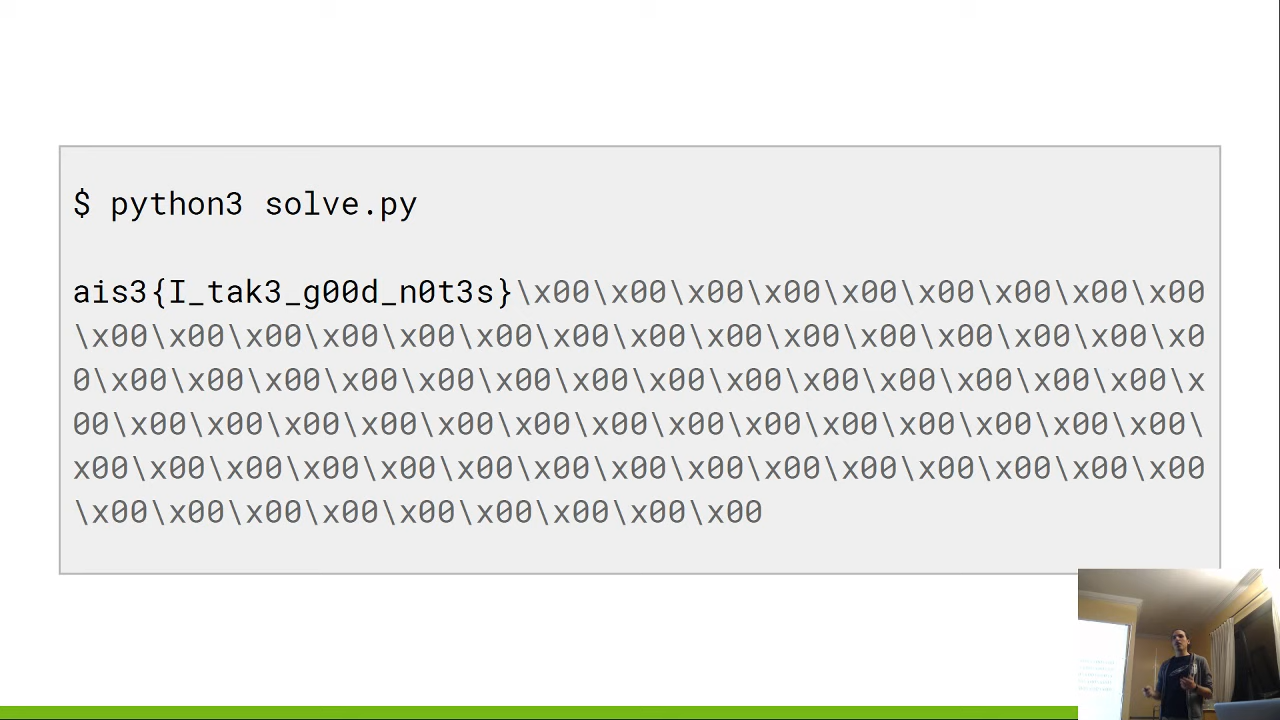 $ python3 solve.py
ais3{I_tak3_g00d_n0t3s}\x00\x00\x00\x00\x00\x00\x00\x00\x00
\x00\x00\x00\x00\x00\x00\x00\x00\x00\x00\x00\x00\x00\x00\x0
0\x00\x00\x00\x00\x00\x00\x00\x00\x00\x00\x00\x00\x00\x00\x
00\x00\x00\x00\x00\x00\x00\x00\x00\x00\x00\x00\x00\x00\x00\
x00\x00\x00\x00\x00\x00\x00\x00\x00\x00\x00\x00\x00\x00\x00
\x00\x00\x00\x00\x00\x00\x00\x00\x00